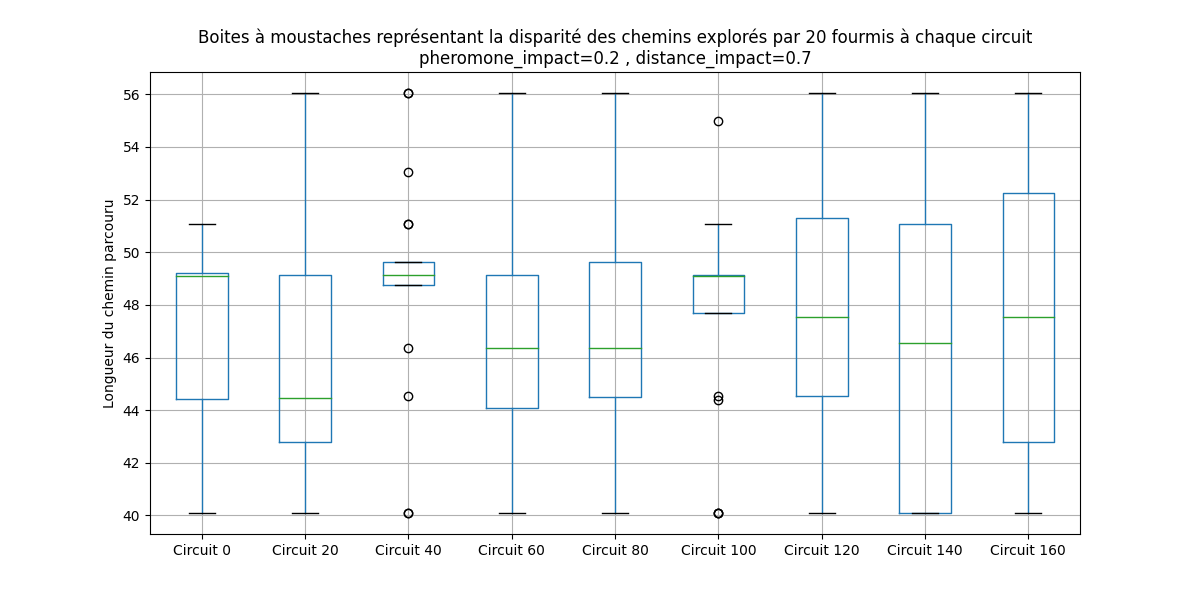 Boites à moustaches représentant la disparité des chemins explorés par 20 fourmis à chaque circuit
pheromone_impact=0.2 , distance_impact=0.7
Longueur du chemin parcouru
56
54
52
50
48
46
44
42
40
Circuit 0
Circuit 20
Circuit 40
Circuit 60
Circuit 80
Circuit 100
Circuit 120
Circuit 140
Circuit 160